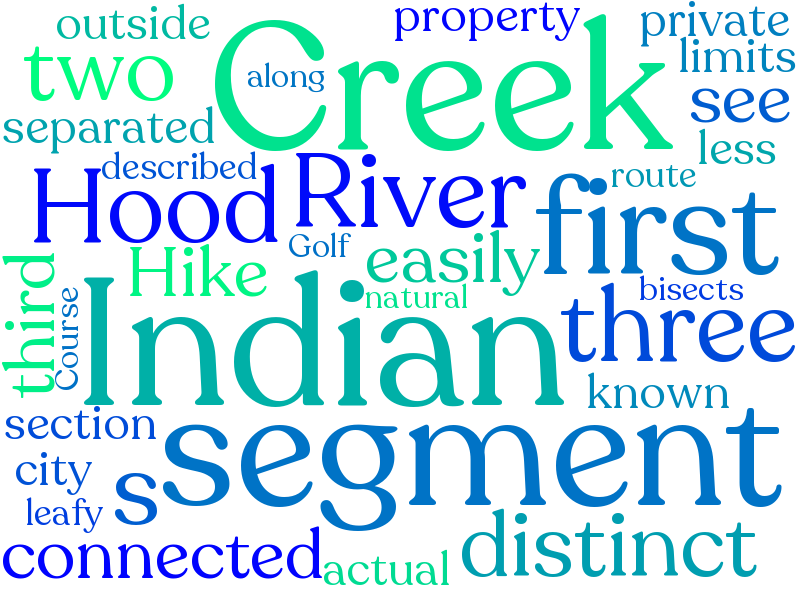 outside
property
private
two
Creek
along
limits
see
separated
less
described
Hood
River
first
route
Golf
Hike
easily
natural
third
Course
Indian
bisects
three
known
section
segment
city
s
leafy
connected
actual
distinct